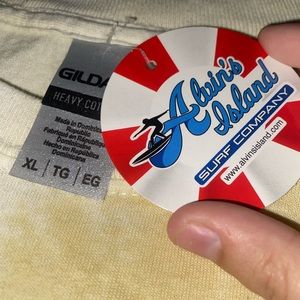 GILDA
HEAVY COT
Made in Dominican
Republic
Fabriqué en République
Dominicaine
Hecho en República
Dominicana
XL | TG | EG
Alvin's
Island
SURF COMPANY
www.alvinsisland.com